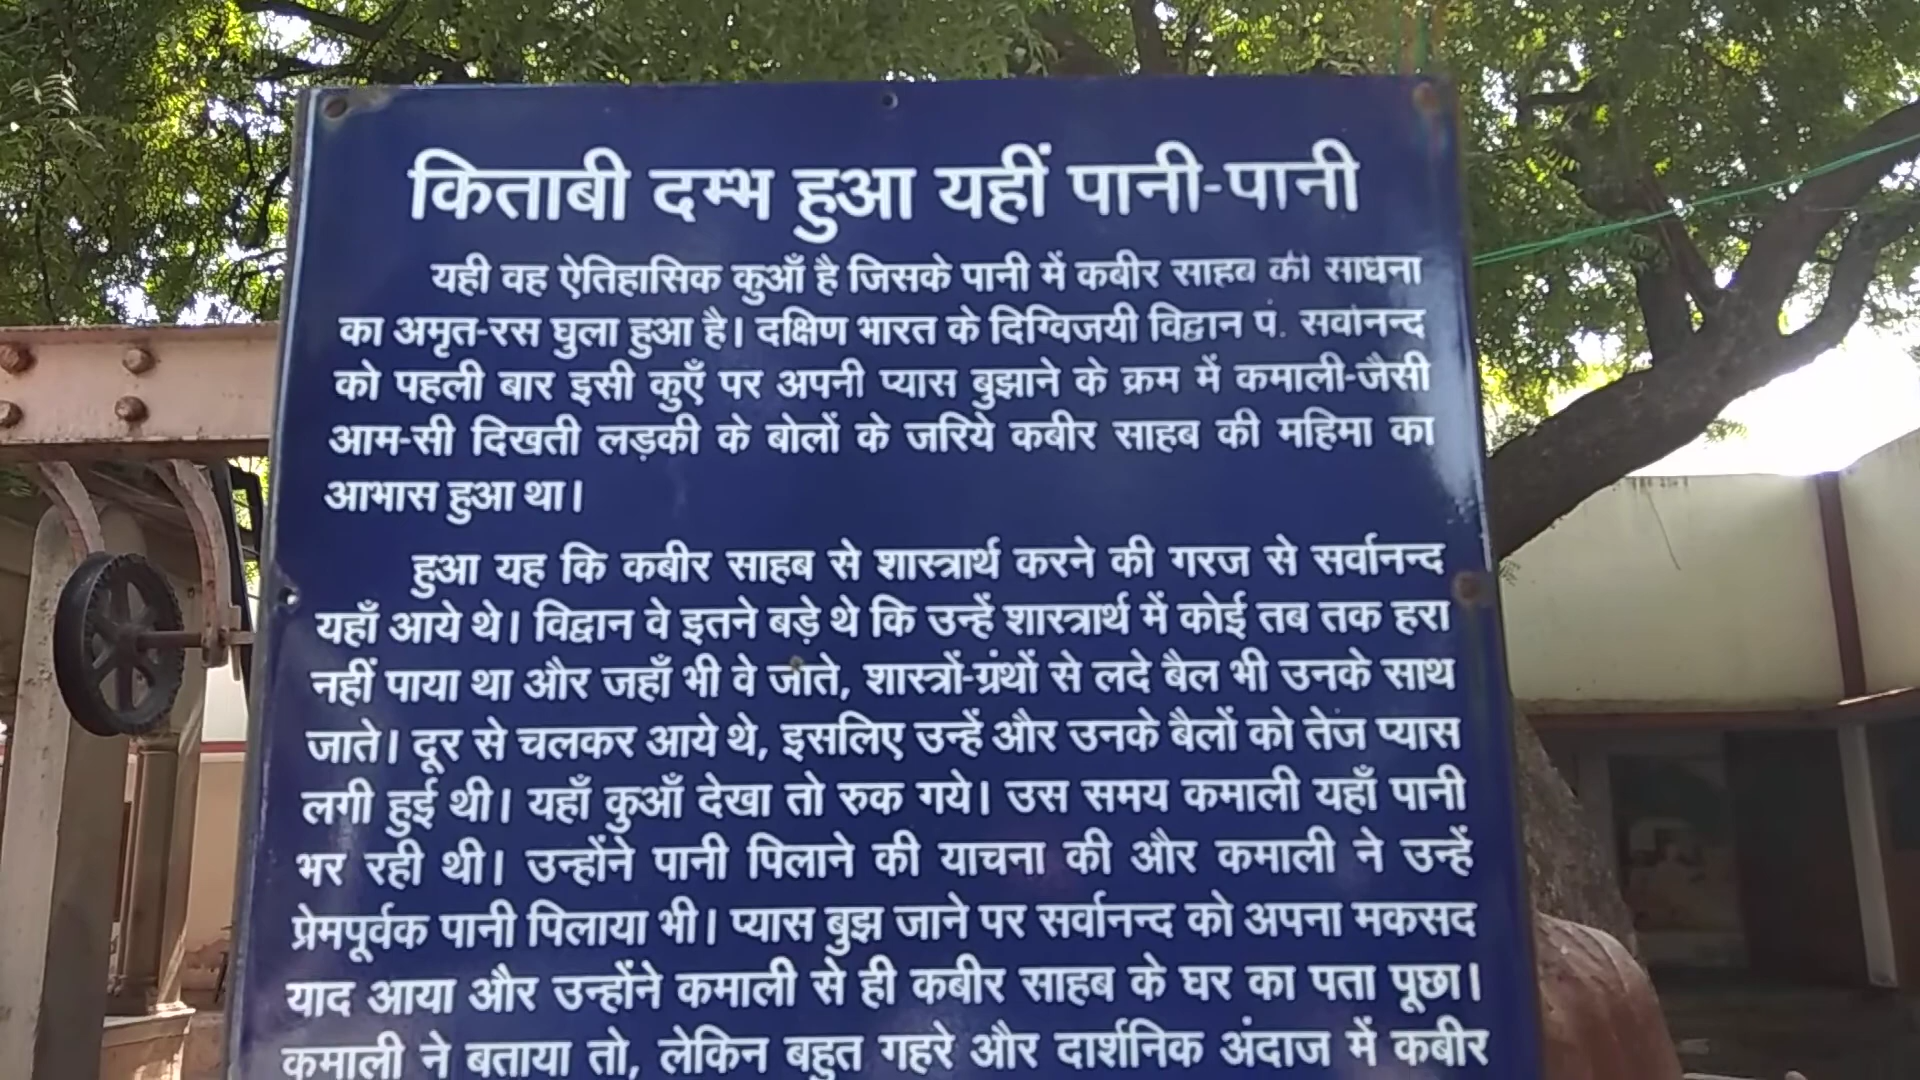 किताबी दम्भ हुआ यहीं पानी-पानी
यही वह ऐतिहासिक कुआँ है जिसके पानी में कबीर साहब की साधना
का अमृत-रस घुला हुआ है। दक्षिण भारत के दिग्विजयी विद्वान पं. सर्वानन्द
को पहली बार इसी कुएँ पर अपनी प्यास बुझाने के क्रम में कमाली-जैसी
आम-सी दिखती लड़की के बोलों के जरिये कबीर साहब की महिमा का
आभास हुआ था।
हुआ यह कि कबीर साहब से शास्त्रार्थ करने की गरज से सर्वानन्द
यहाँ आये थे। विद्वान वे इतने बड़े थे कि उन्हें शास्त्रार्थ में कोई तब तक हरा
नहीं पाया था और जहाँ भी वे जाते, शास्त्रों-ग्रंथों से लदे बैल भी उनके साथ
जाते। दूर से चलकर आये थे, इसलिए उन्हें और उनके बैलों को तेज प्यास
लगी हुई थी। यहाँ कुआँ देखा तो रुक गये। उस समय कमाली यहाँ पानी
भर रही थी। उन्होंने पानी पिलाने की याचना की और कमाली ने उन्हें
प्रेमपूर्वक पानी पिलाया भी। प्यास बुझ जाने पर सर्वानन्द को अपना मकसद
याद आया और उन्होंने कमाली से ही कबीर साहब के घर का पता पूछा।
कमाली ने बताया तो, लेकिन बहुत गहरे और दार्शनिक अंदाज में कबीर